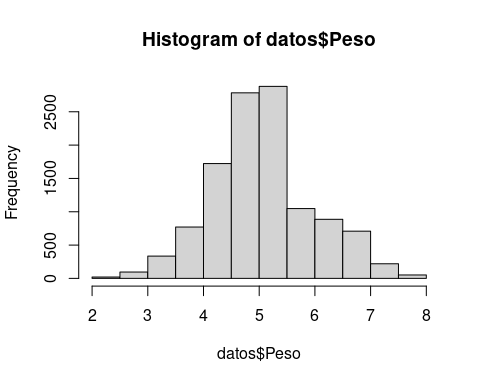 Histogram of datos$Peso
Frequency
2500
1500
500
0
2 3 4 5 6 7 8
datos$Peso